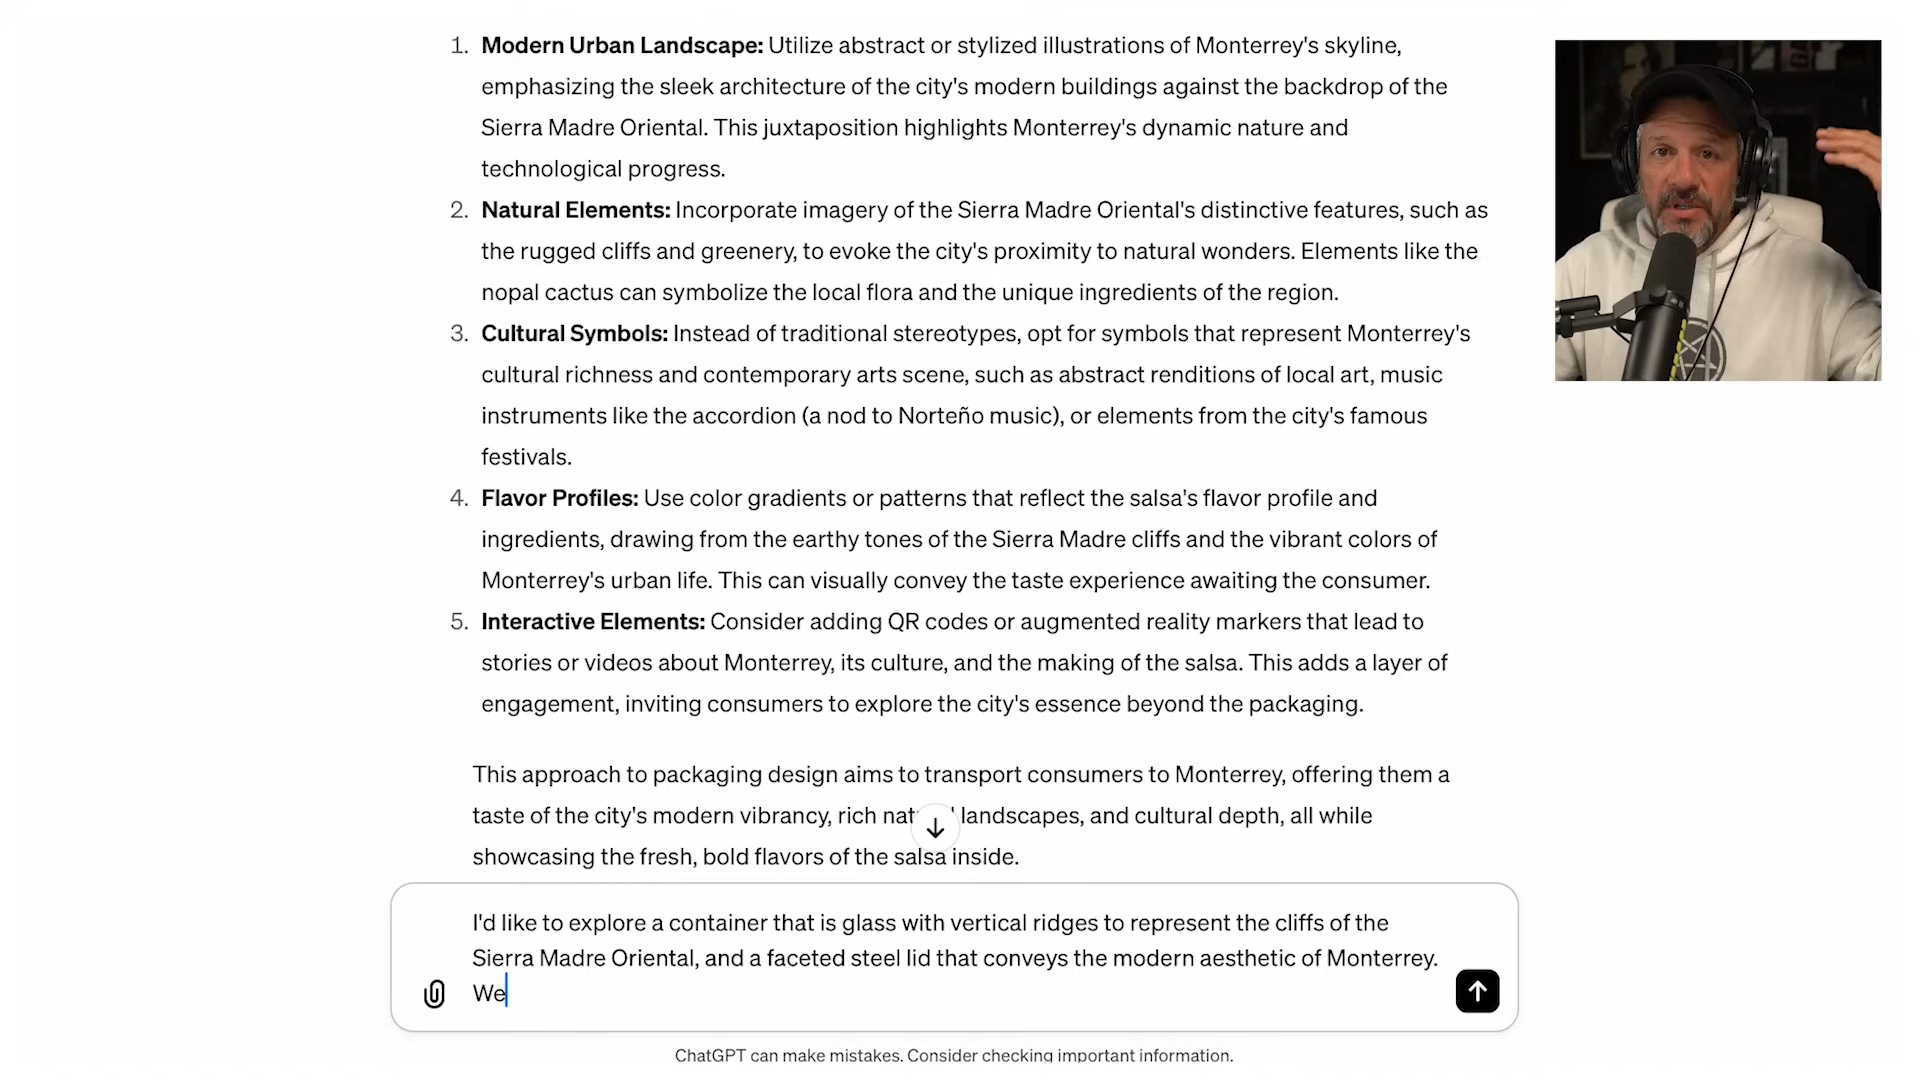 1. Modern Urban Landscape: Utilize abstract or stylized illustrations of Monterrey's skyline,
emphasizing the sleek architecture of the city's modern buildings against the backdrop of the
Sierra Madre Oriental. This juxtaposition highlights Monterrey's dynamic nature and
technological progress.
2. Natural Elements: Incorporate imagery of the Sierra Madre Oriental's distinctive features, such as
the rugged cliffs and greenery, to evoke the city's proximity to natural wonders. Elements like the
nopal cactus can symbolize the local flora and the unique ingredients of the region.
3. Cultural Symbols: Instead of traditional stereotypes, opt for symbols that represent Monterrey's
cultural richness and contemporary arts scene, such as abstract renditions of local art, music
instruments like the accordion (a nod to Norteño music), or elements from the city's famous
festivals.
4. Flavor Profiles: Use color gradients or patterns that reflect the salsa's flavor profile and
ingredients, drawing from the earthy tones of the Sierra Madre cliffs and the vibrant colors of
Monterrey's urban life. This can visually convey the taste experience awaiting the consumer.
5. Interactive Elements: Consider adding QR codes or augmented reality markers that lead to
stories or videos about Monterrey, its culture, and the making of the salsa. This adds a layer of
engagement, inviting consumers to explore the city's essence beyond the packaging.
This approach to packaging design aims to transport consumers to Monterrey, offering them a
taste of the city's modern vibrancy, rich landscapes, and cultural depth, all while
showcasing the fresh, bold flavors of the salsa inside.
I'd like to explore a container that is glass with vertical ridges to represent the cliffs of the
Sierra Madre Oriental, and a faceted steel lid that conveys the modern aesthetic of Monterrey.
We
ChatGPT can make mistakes. Consider checking important information.